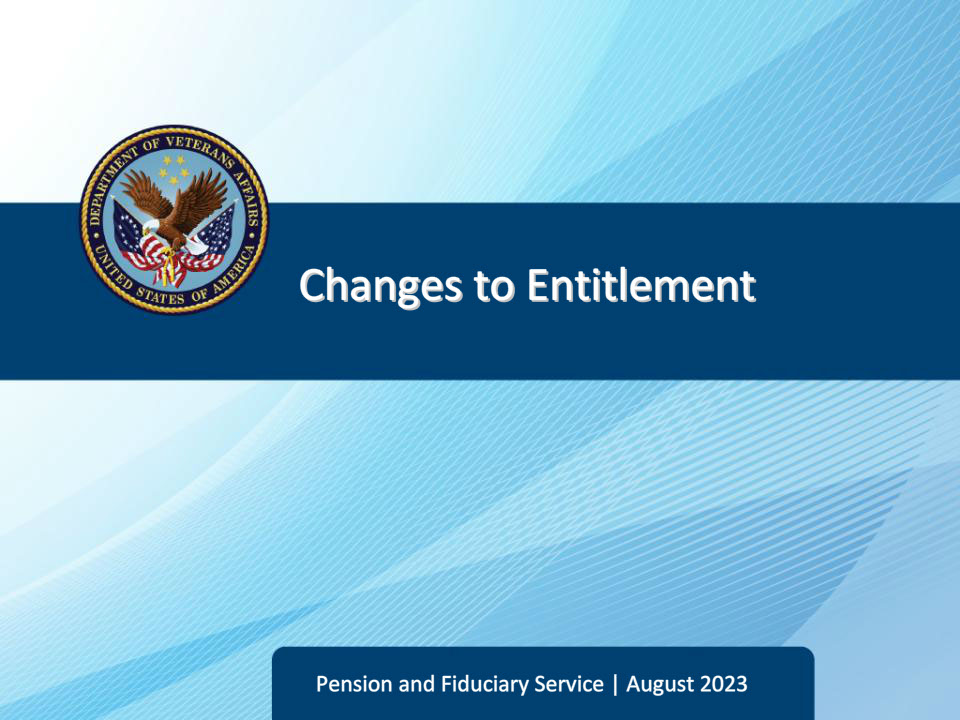 DEPARTMENT OF VETERANS AFFAIRS
UNITED STATES OF AMERICA
Changes to Entitlement
Pension and Fiduciary Service | August 2023